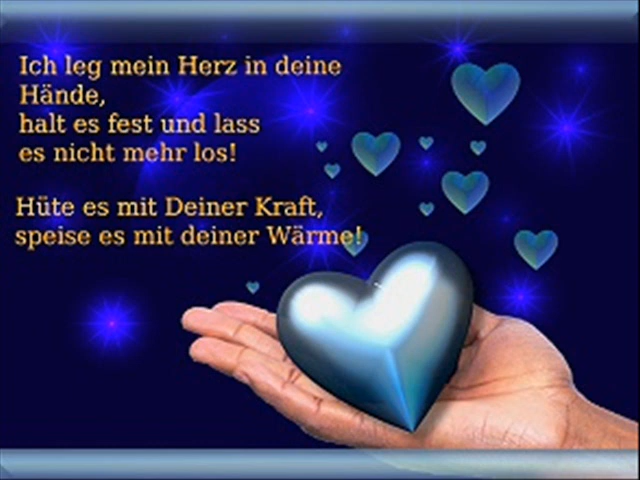 Ich leg mein Herz in deine
Hände,
halt es fest und lass
es nicht mehr los!
Hüte es mit Deiner Kraft,
speise es mit deiner Wärme!